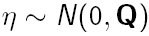 η ∼ N(0, Q)